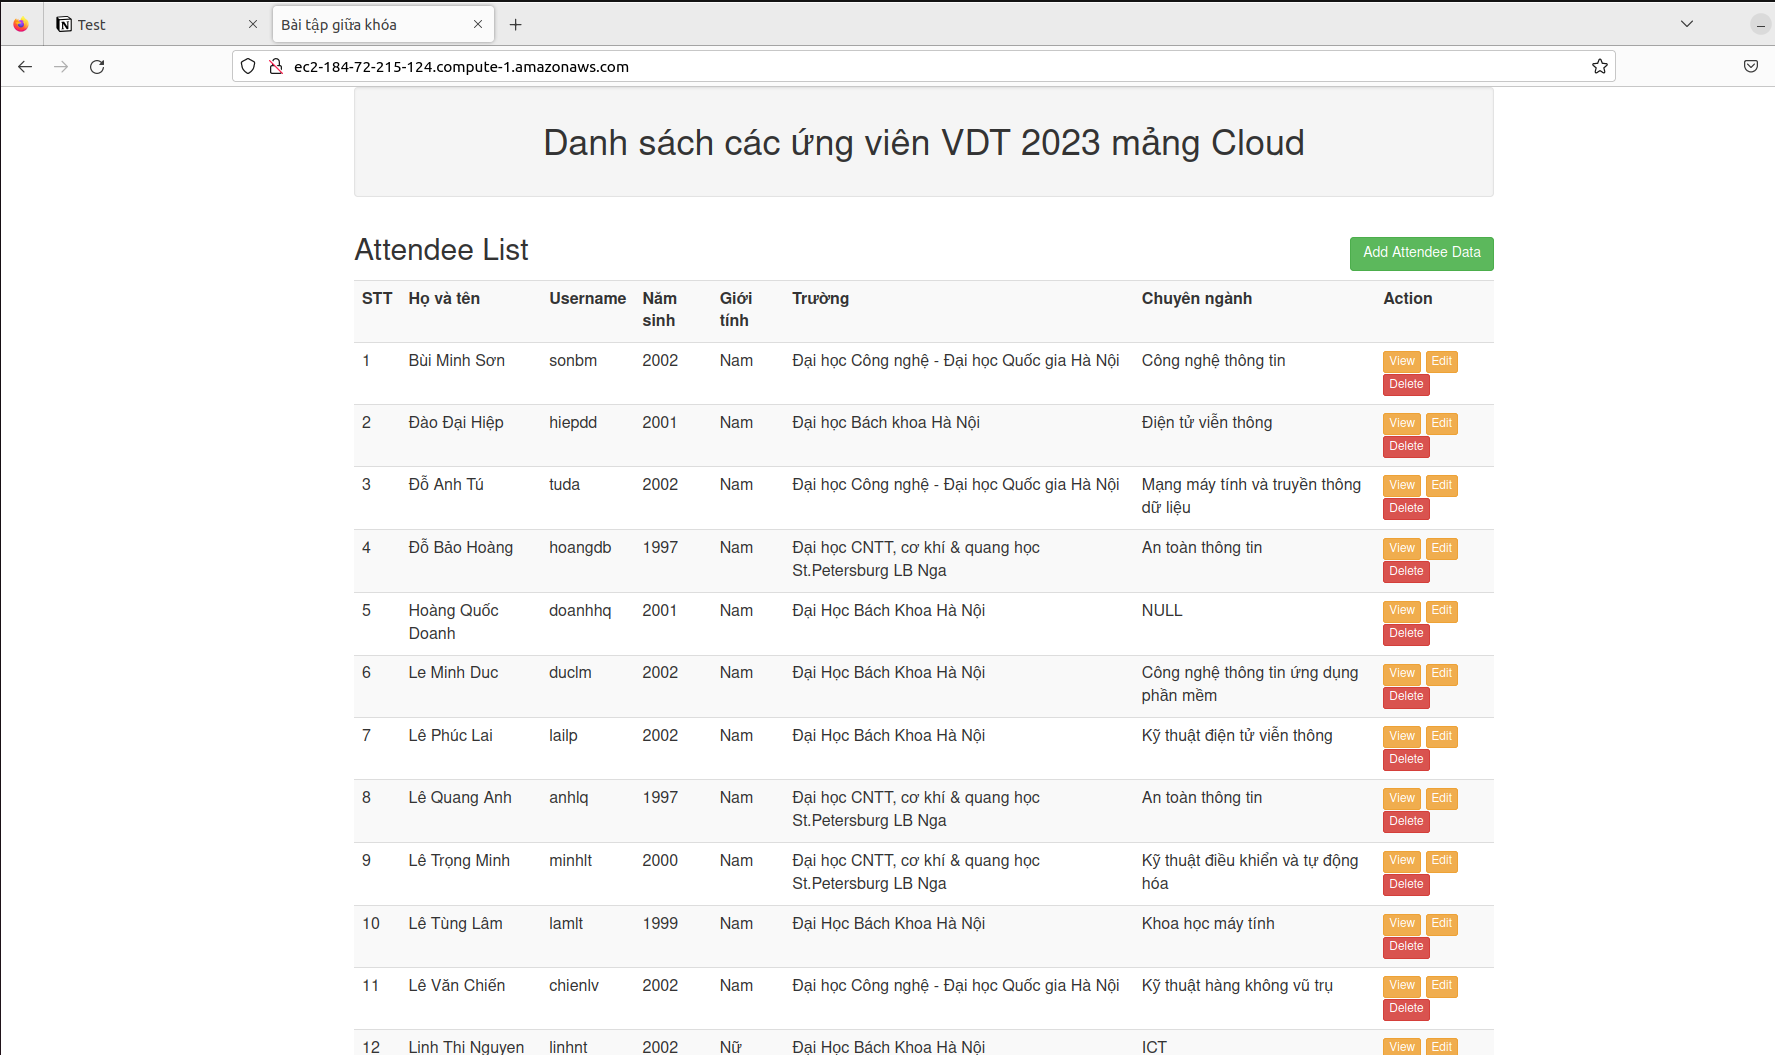 Test
Bài tập giữa khóa
ec2-184-72-215-124.compute-1.amazonaws.com
Danh sách các ứng viên VDT 2023 mảng Cloud
Attendee List
Add Attendee Data
STT Họ và tên Username Năm sinh Giới tính Trường Chuyên ngành Action
1 Bùi Minh Sơn sonbm 2002 Nam Đại học Công nghệ - Đại học Quốc gia Hà Nội Công nghệ thông tin View Edit
Delete
2 Đào Đại Hiệp hiepdd 2001 Nam Đại học Bách khoa Hà Nội Điện tử viễn thông View Edit
Delete
3 Đỗ Anh Tú tuda 2002 Nam Đại học Công nghệ - Đại học Quốc gia Hà Nội Mạng máy tính và truyền thông View Edit
dữ liệu Delete
4 Đỗ Bảo Hoàng hoangdb 1997 Nam Đại học CNTT, cơ khí & quang học An toàn thông tin View Edit
St.Petersburg LB Nga Delete
5 Hoàng Quốc doanhhq 2001 Nam Đại Học Bách Khoa Hà Nội NULL View Edit
Doanh Delete
6 Le Minh Duc duclm 2002 Nam Đại Học Bách Khoa Hà Nội Công nghệ thông tin ứng dụng View Edit
phần mềm Delete
7 Lê Phúc Lai lailp 2002 Nam Đại Học Bách Khoa Hà Nội Kỹ thuật điện tử viễn thông View Edit
Delete
8 Lê Quang Anh anhlq 1997 Nam Đại học CNTT, cơ khí & quang học An toàn thông tin View Edit
St.Petersburg LB Nga Delete
9 Lê Trọng Minh minhlt 2000 Nam Đại học CNTT, cơ khí & quang học Kỹ thuật điều khiển và tự động View Edit
St.Petersburg LB Nga hóa Delete
10 Lê Tùng Lâm lamlt 1999 Nam Đại Học Bách Khoa Hà Nội Khoa học máy tính View Edit
Delete
11 Lê Văn Chiến chienlv 2002 Nam Đại học Công nghệ - Đại học Quốc gia Hà Nội Kỹ thuật hàng không vũ trụ View Edit
Delete
12 Linh Thi Nguyen linhnt 2002 Nữ Đại Học Bách Khoa Hà Nội ICT View Edit